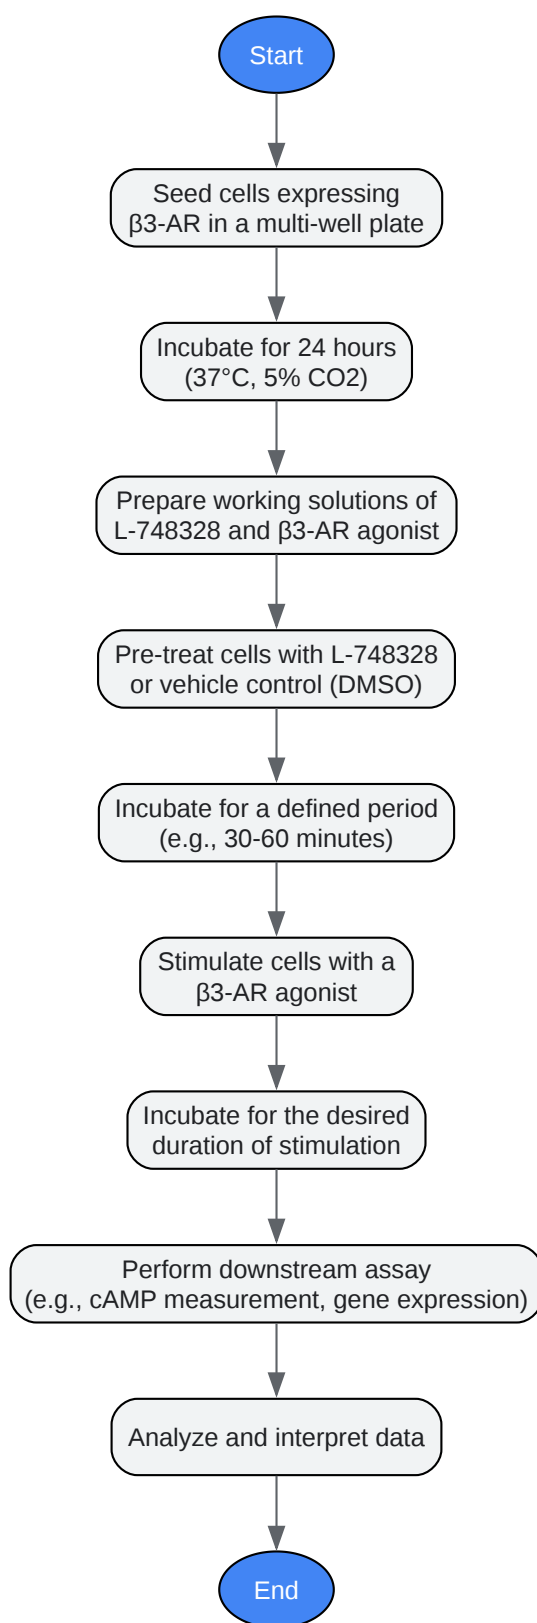 Start
Seed cells expressing
β3-AR in a multi-well plate
Incubate for 24 hours
(37°C, 5% CO2)
Prepare working solutions of
L-748328 and β3-AR agonist
Pre-treat cells with L-748328
or vehicle control (DMSO)
Incubate for a defined period
(e.g., 30-60 minutes)
Stimulate cells with a
β3-AR agonist
Incubate for the desired
duration of stimulation
Perform downstream assay
(e.g., cAMP measurement, gene expression)
Analyze and interpret data
End